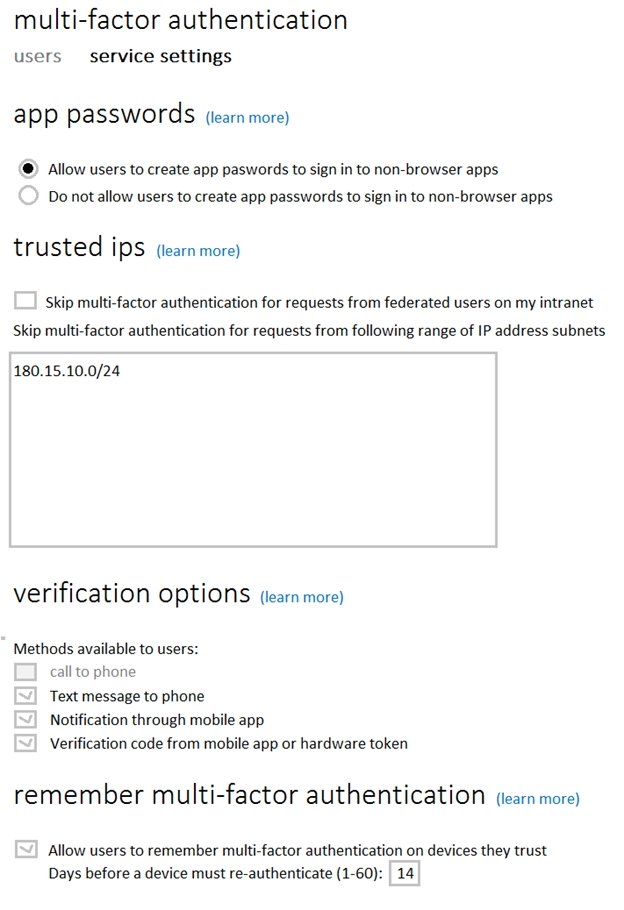 multi-factor authentication
users service settings
app passwords (learn more)
Allow users to create app paswords to sign in to non-browser apps
Do not allow users to create app passwords to sign in to non-browser apps
trusted ips (learn more)
Skip multi-factor authentication for requests from federated users on my intranet
Skip multi-factor authentication for requests from following range of IP address subnets
180.15.10.0/24
verification options (learn more)
Methods available to users:
call to phone
Text message to phone
Notification through mobile app
Verification code from mobile app or hardware token
remember multi-factor authentication (learn more)
Allow users to remember multi-factor authentication on devices they trust
Days before a device must re-authenticate (1-60): 14